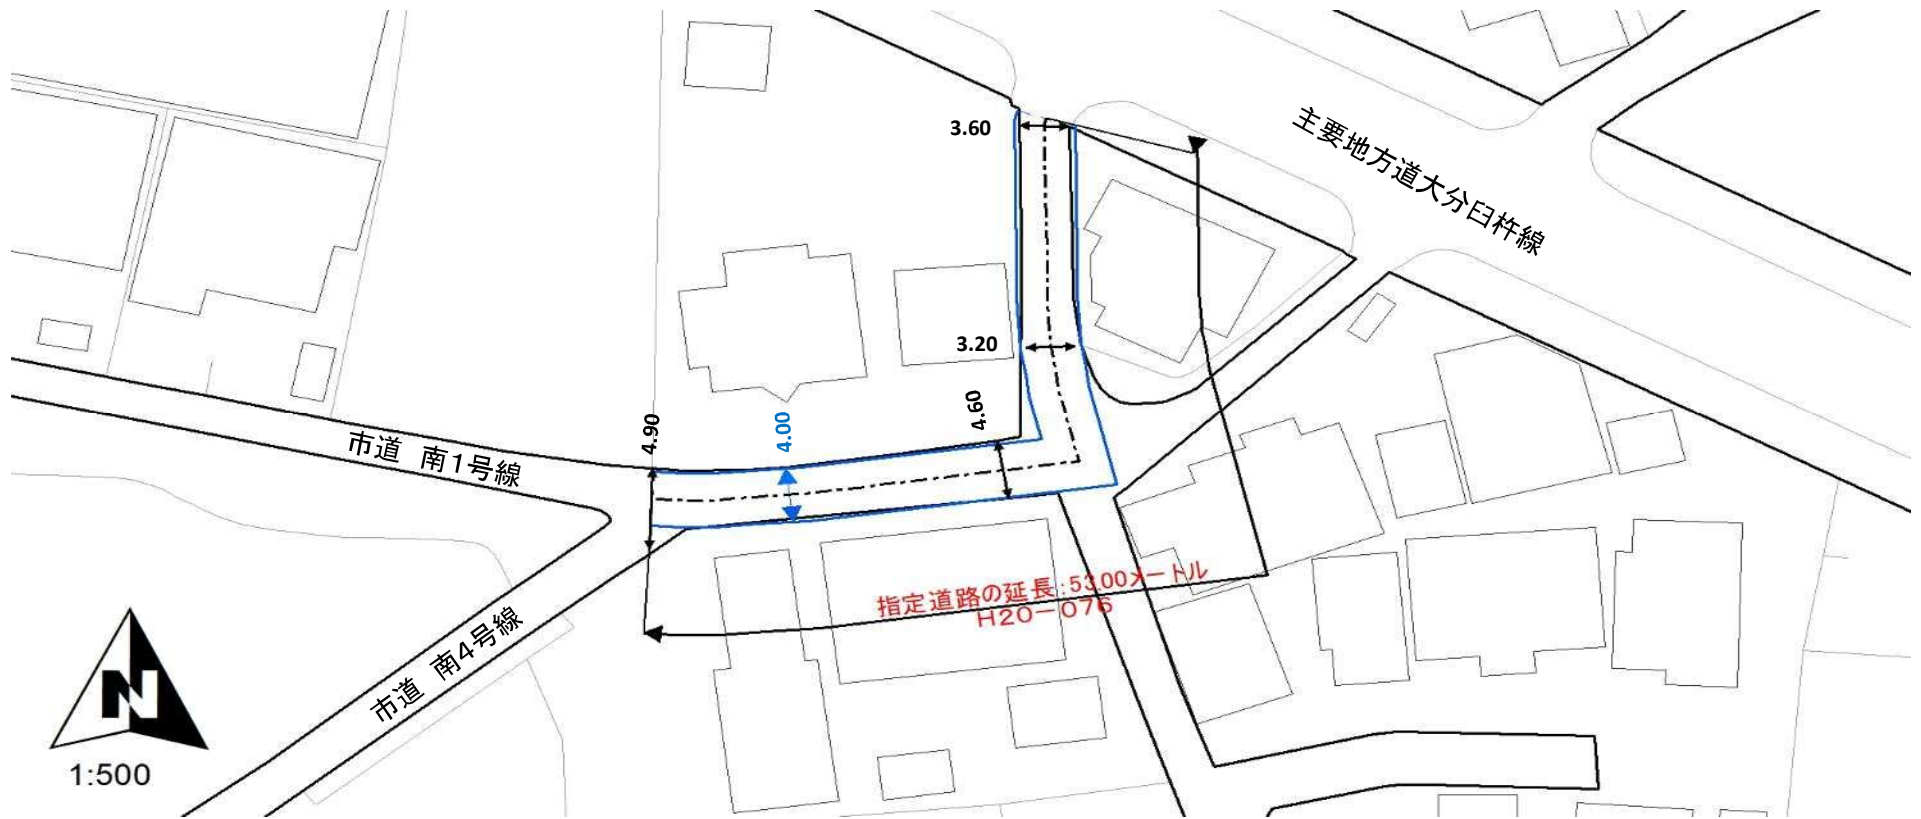 3.60
主要地方道大分臼杵線
3.20
4.90
4.00
4.60
市道 南1号線
指定道路の延長:53.00メートル
H20-076
市道 南4号線
N
1:500